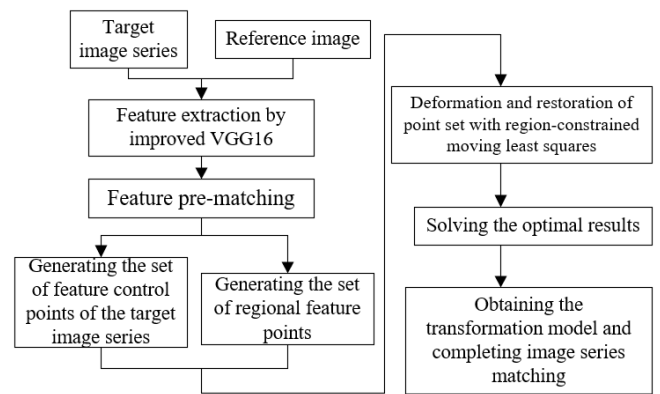 Target
image series
Reference image
Feature extraction by
improved VGG16
Feature pre-matching
Generating the set
of feature control
points of the target
image series
Generating the set
of regional feature
points
Deformation and restoration of
point set with region-constrained
moving least squares
Solving the optimal results
Obtaining the
transformation model and
completing image series
matching